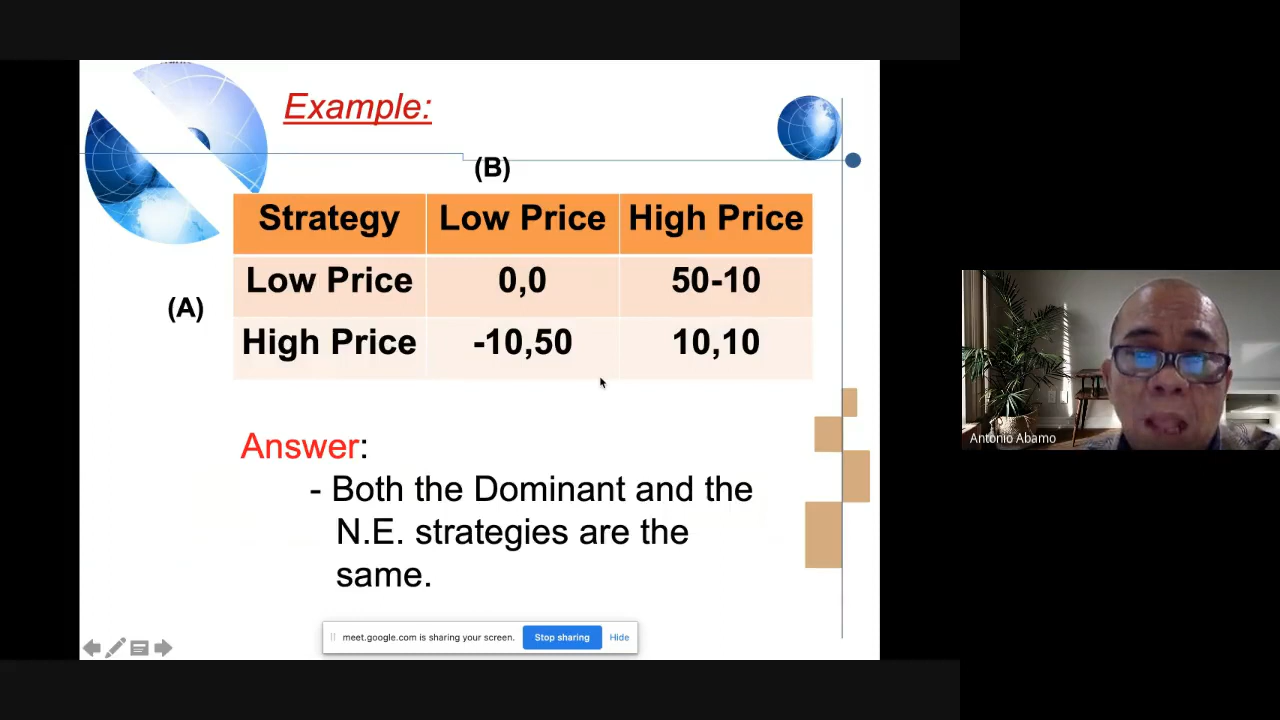 Example:
(B)
Strategy Low Price High Price
Low Price 0,0 50-10
(A)
High Price -10,50 10,10
Answer:
- Both the Dominant and the
N.E. strategies are the
same.
meet.google.com is sharing your screen. Stop sharing Hide
Antonio Abamo